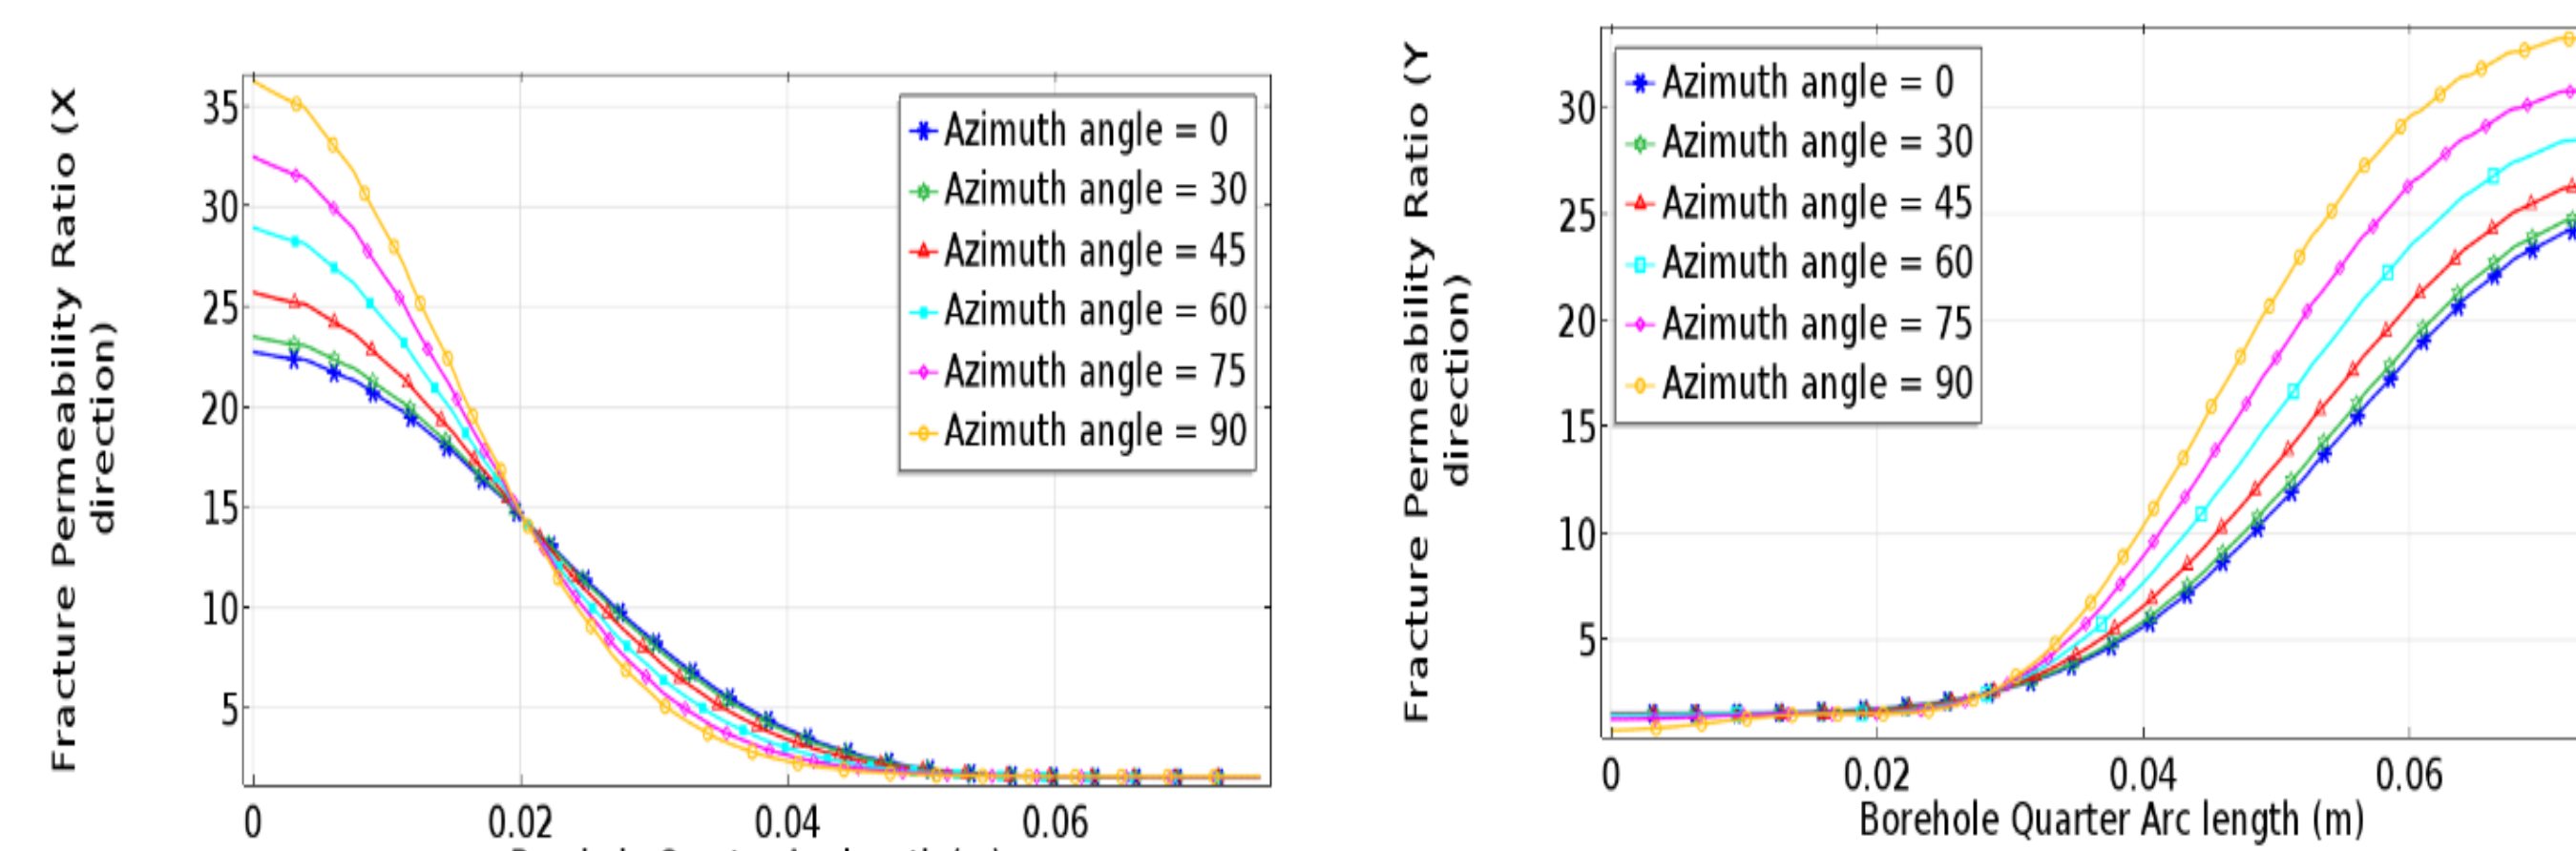 Fracture Permeability Ratio (X
direction)
35
30
25
20
15
10
5
0
0.02
0.04
0.06
Azimuth angle = 0
Azimuth angle = 30
Azimuth angle = 45
Azimuth angle = 60
Azimuth angle = 75
Azimuth angle = 90
Fracture Permeability Ratio (Y
direction)
30
25
20
15
10
5
0
0.02
0.04
0.06
Azimuth angle = 0
Azimuth angle = 30
Azimuth angle = 45
Azimuth angle = 60
Azimuth angle = 75
Azimuth angle = 90
Borehole Quarter Arc length (m)